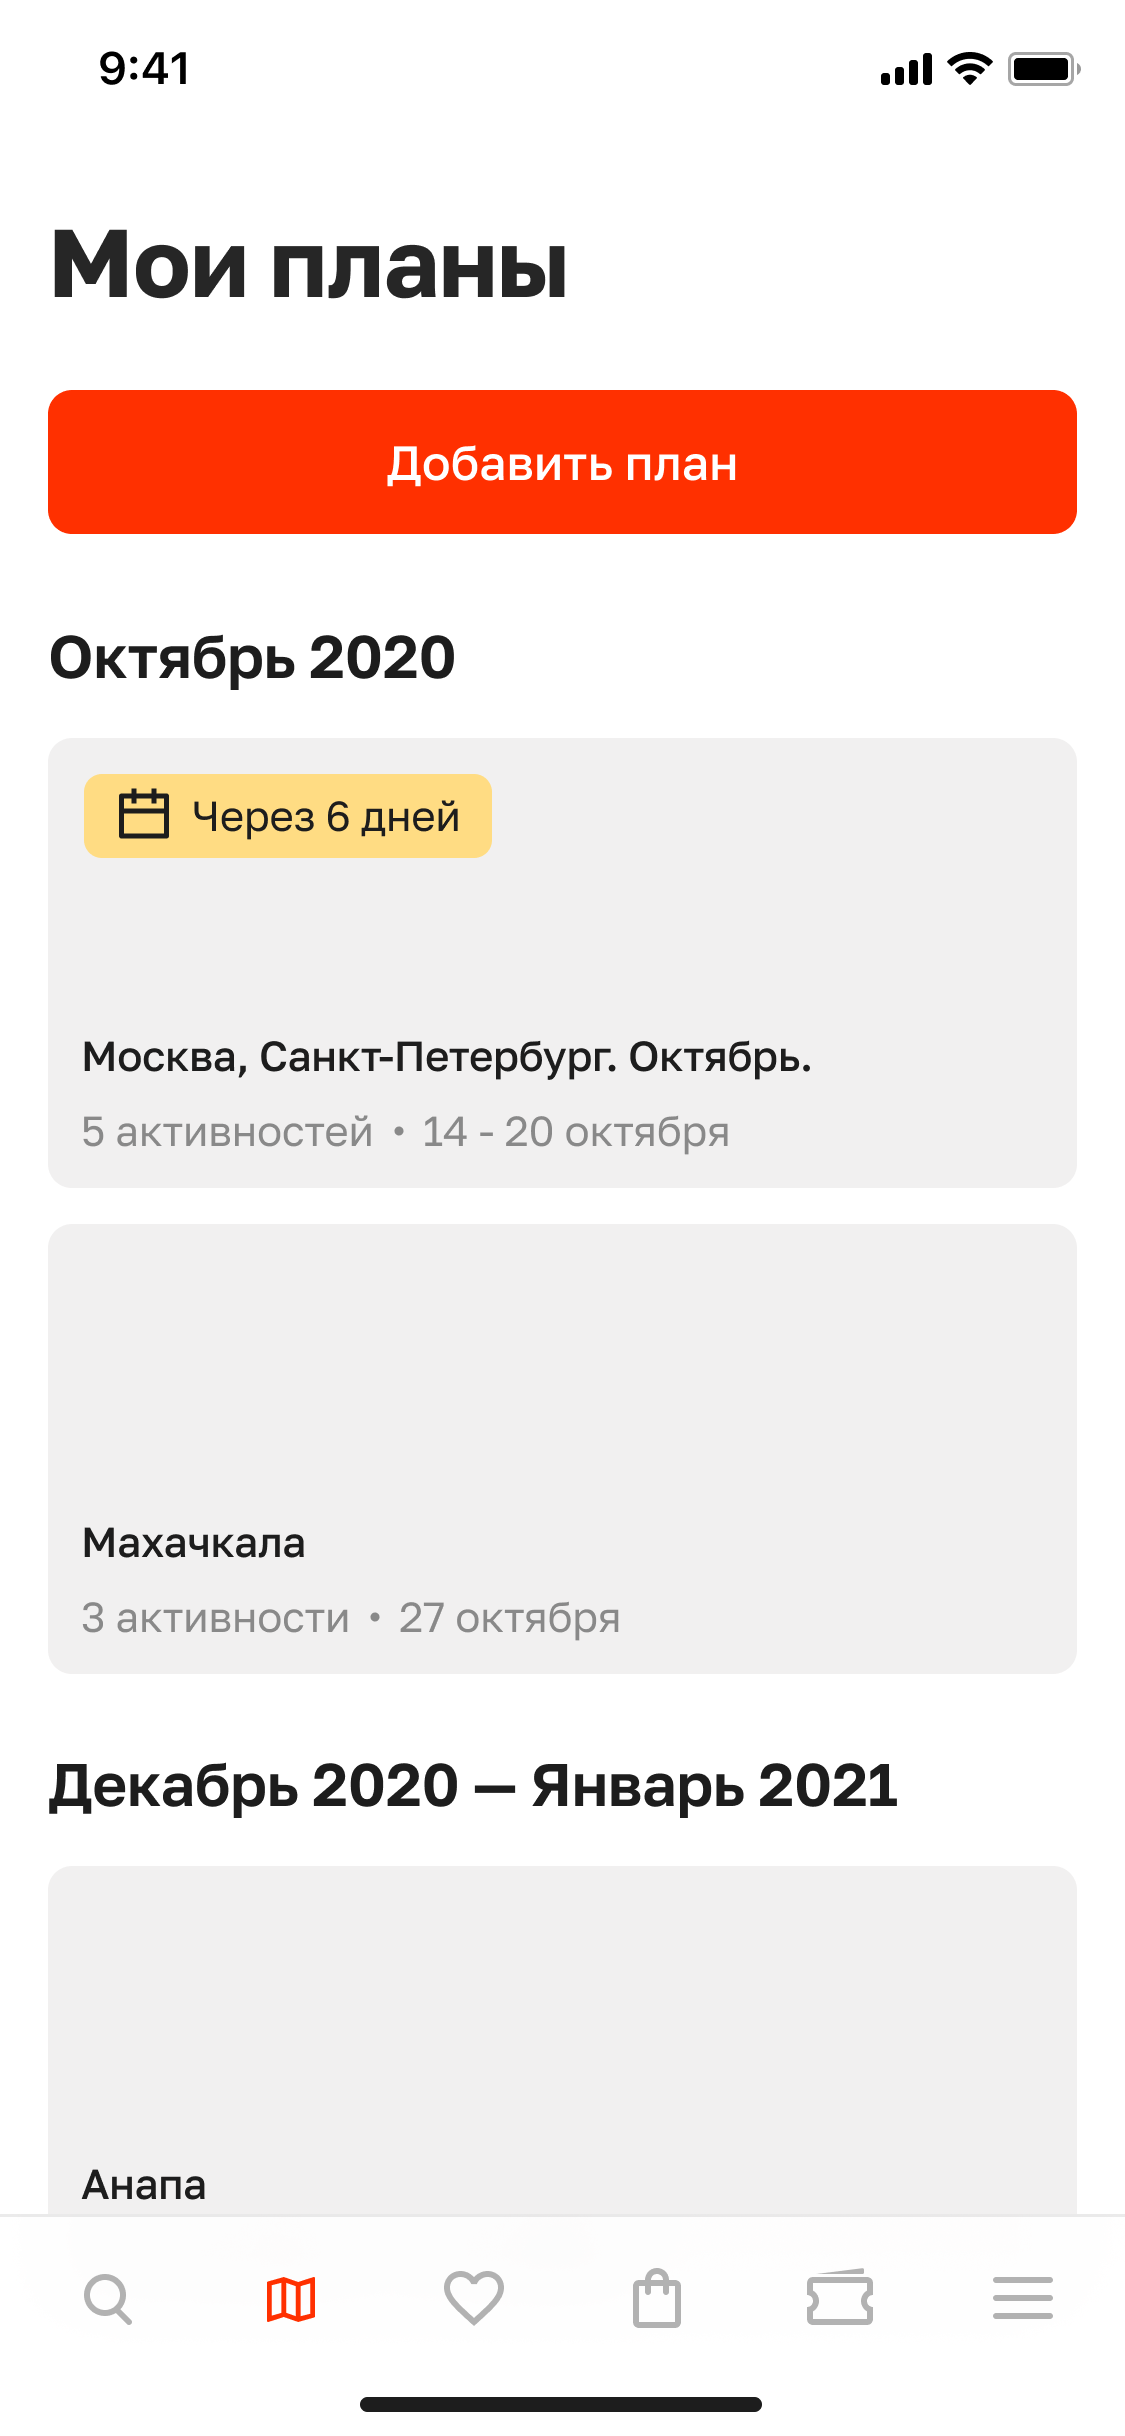 9:41
Мои планы
Добавить план
Октябрь 2020
Через 6 дней
Москва, Санкт-Петербург. Октябрь.
5 активностей • 14 - 20 октября
Махачкала
3 активности • 27 октября
Декабрь 2020 — Январь 2021
Анапа